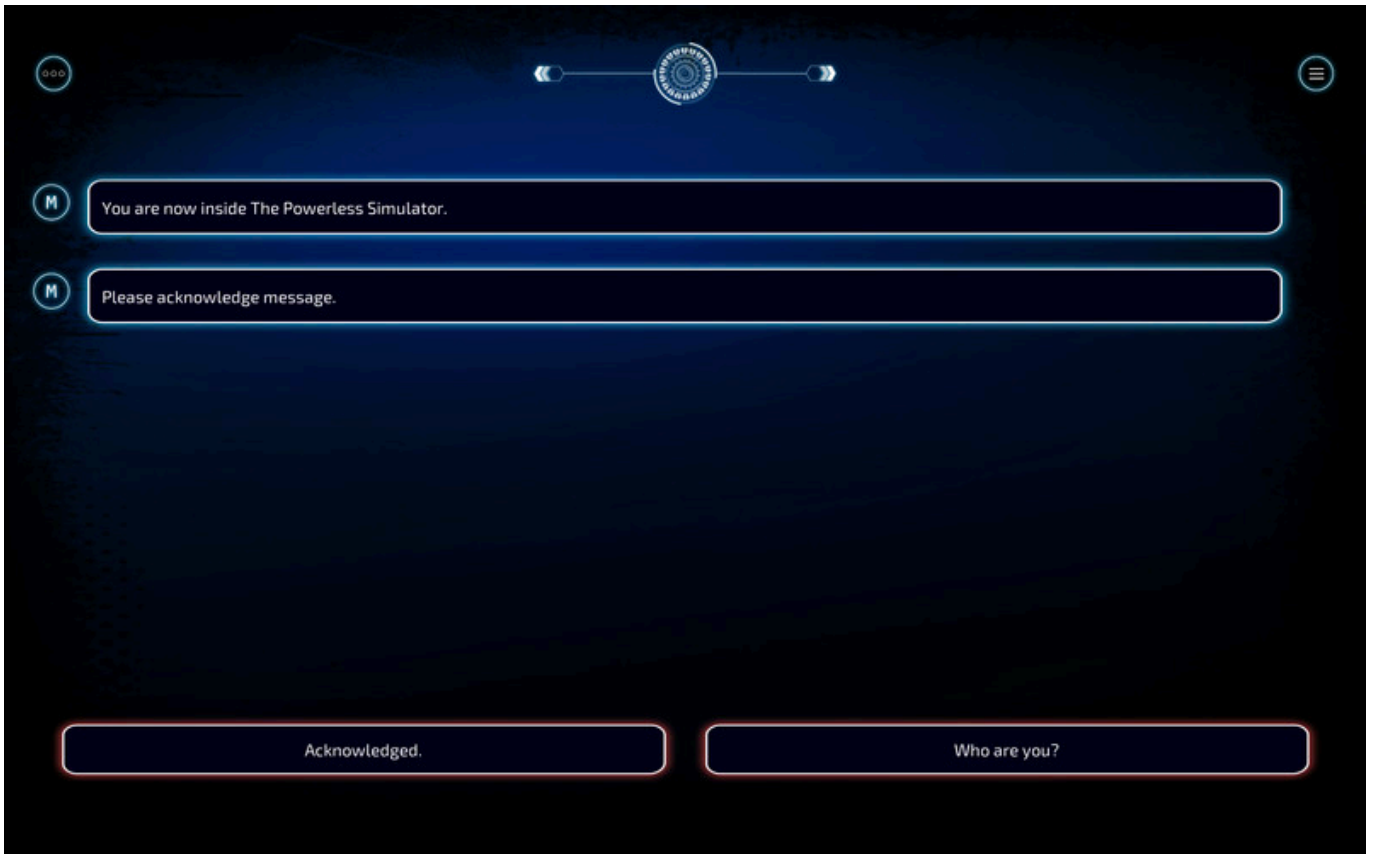 M
You are now inside The Powerless Simulator.
M
Please acknowledge message.
Acknowledged.
Who are you?